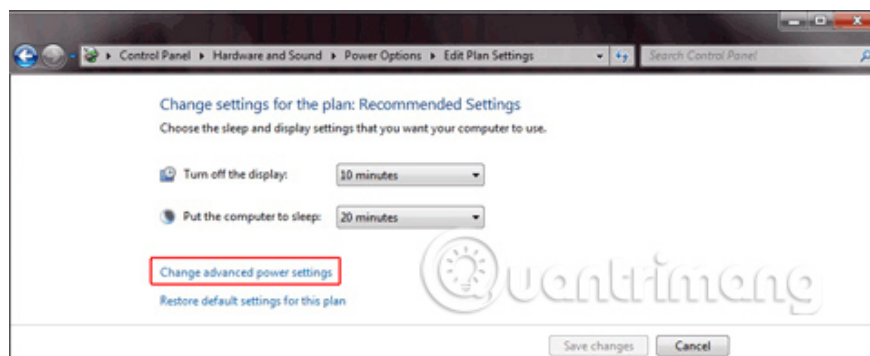 Control Panel ▸ Hardware and Sound ▸ Power Options ▸ Edit Plan Settings
Search Control Panel
Change settings for the plan: Recommended Settings
Choose the sleep and display settings that you want your computer to use.
Turn off the display: 10 minutes
Put the computer to sleep: 20 minutes
Change advanced power settings
Restore default settings for this plan
Quantrimang
Save changes Cancel